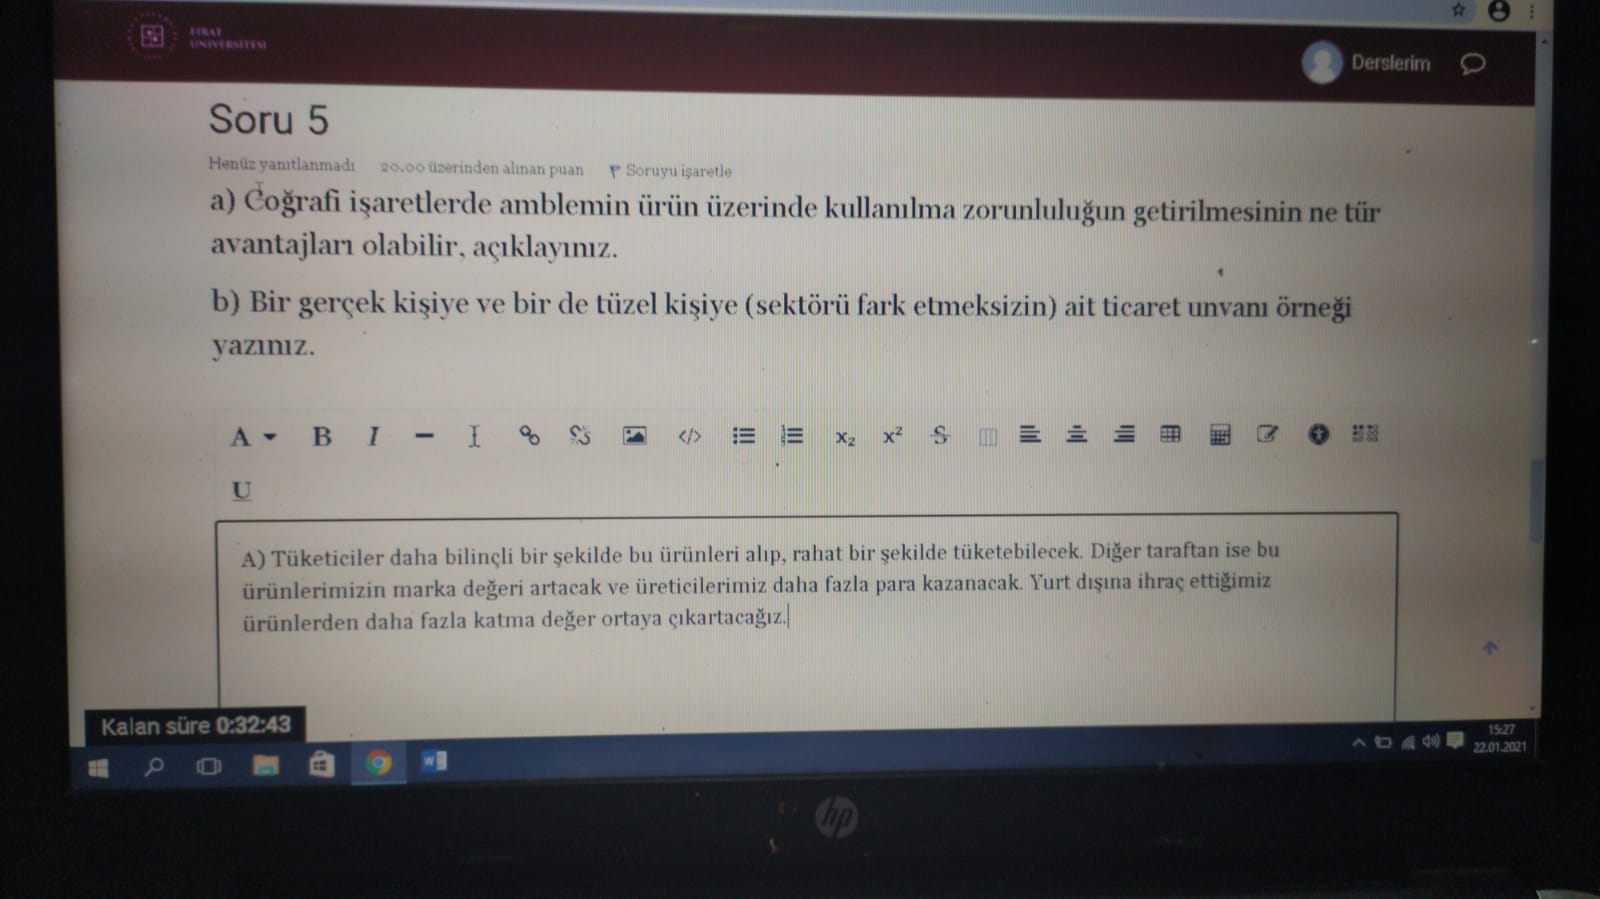 FIRAT
ÜNİVERSİTESİ
Derslerim
Soru 5
Henüz yanıtlanmadı 20.00 üzerinden alınan puan Soruyu işaretle
a) Coğrafi işaretlerde amblemin ürün üzerinde kullanılma zorunluluğun getirilmesinin ne tür
avantajları olabilir, açıklayınız.
b) Bir gerçek kişiye ve bir de tüzel kişiye (sektörü fark etmeksizin) ait ticaret unvanı örneği
yazınız.
A B I </> x₂ x² S
U
A) Tüketiciler daha bilinçli bir şekilde bu ürünleri alıp, rahat bir şekilde tüketebilecek. Diğer taraftan ise bu
ürünlerimizin marka değeri artacak ve üreticilerimiz daha fazla para kazanacak. Yurt dışına ihraç ettiğimiz
ürünlerden daha fazla katma değer ortaya çıkartacağız.
Kalan süre 0:32:43
15:27
22.01.2021
hp